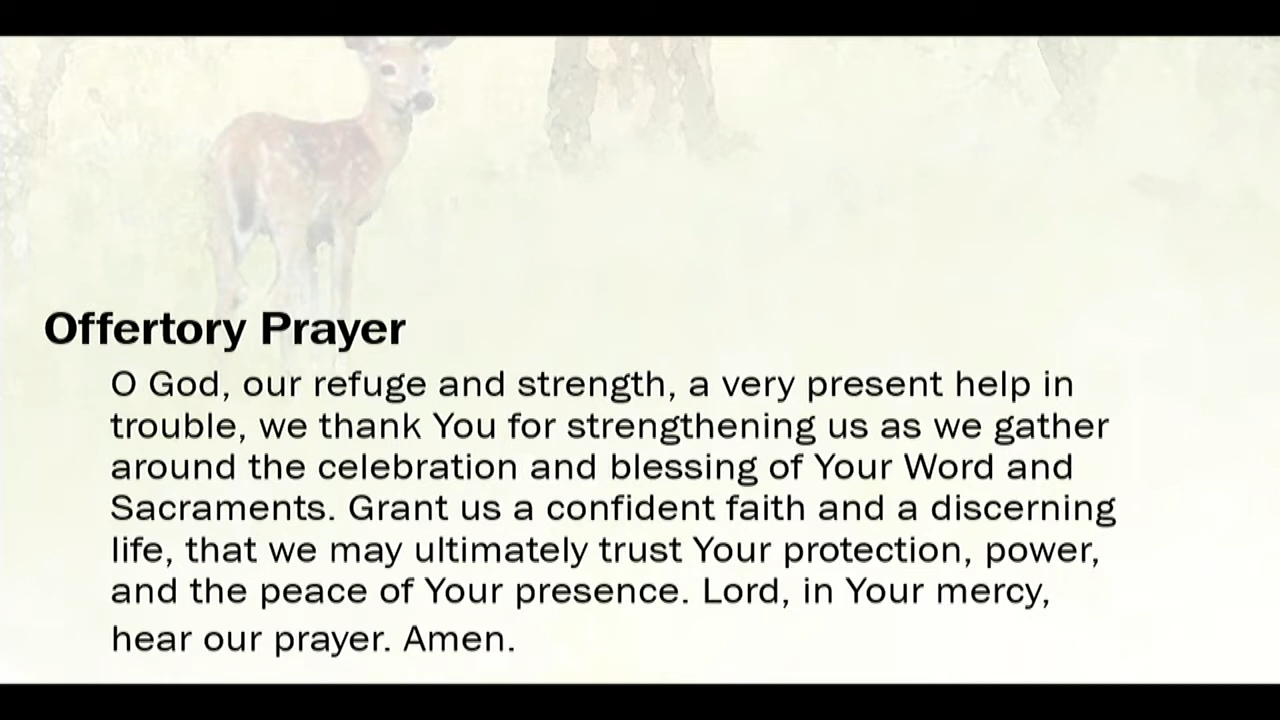 Offertory Prayer
O God, our refuge and strength, a very present help in
trouble, we thank You for strengthening us as we gather
around the celebration and blessing of Your Word and
Sacraments. Grant us a confident faith and a discerning
life, that we may ultimately trust Your protection, power,
and the peace of Your presence. Lord, in Your mercy,
hear our prayer. Amen.